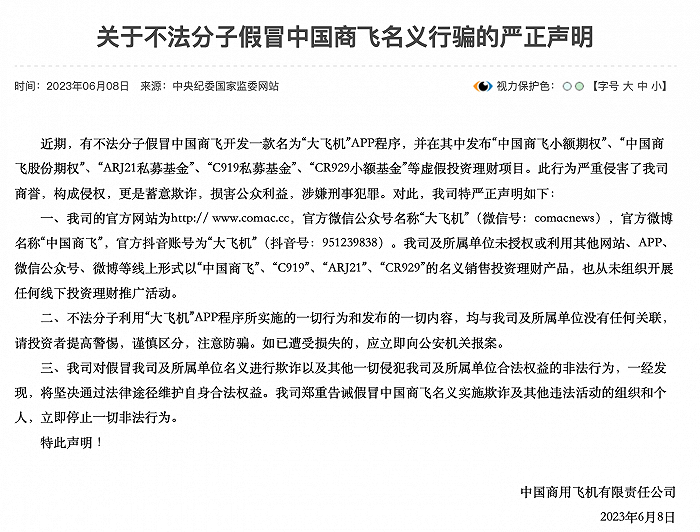 关于不法分子假冒中国商飞名义行骗的严正声明
时间：2023年06月08日 来源：中央纪委国家监委网站 视力保护色： 【字号 大 中 小】
近期，有不法分子假冒中国商飞开发一款名为“大飞机”APP程序，并在其中发布“中国商飞小额期权”、“中国商
飞股份期权”、“ARJ21私募基金”、“C919私募基金”、“CR929小额基金”等虚假投资理财项目。此行为严重侵害了我司
商誉，构成侵权，更是蓄意欺诈，损害公众利益，涉嫌刑事犯罪。对此，我司特严正声明如下：
一、我司的官方网站为http:// www.comac.cc，官方微信公众号名称“大飞机”（微信号：comacnews），官方微博
名称“中国商飞”，官方抖音账号为“大飞机”（抖音号：951239838）。我司及所属单位未授权或利用其他网站、APP、
微信公众号、微博等线上形式以“中国商飞”、“C919”、“ARJ21”、“CR929”的名义销售投资理财产品，也从未组织开展
任何线下投资理财推广活动。
二、不法分子利用“大飞机”APP程序所实施的一切行为和发布的一切内容，均与我司及所属单位没有任何关联，
请投资者提高警惕，谨慎区分，注意防骗。如已遭受损失的，应立即向公安机关报案。
三、我司对假冒我司及所属单位名义进行欺诈以及其他一切侵犯我司及所属单位合法权益的非法行为，一经发
现，将坚决通过法律途径维护自身合法权益。我司郑重告诫假冒中国商飞名义实施欺诈及其他违法活动的组织和个
人，立即停止一切非法行为。
特此声明！
中国商用飞机有限责任公司
2023年6月8日